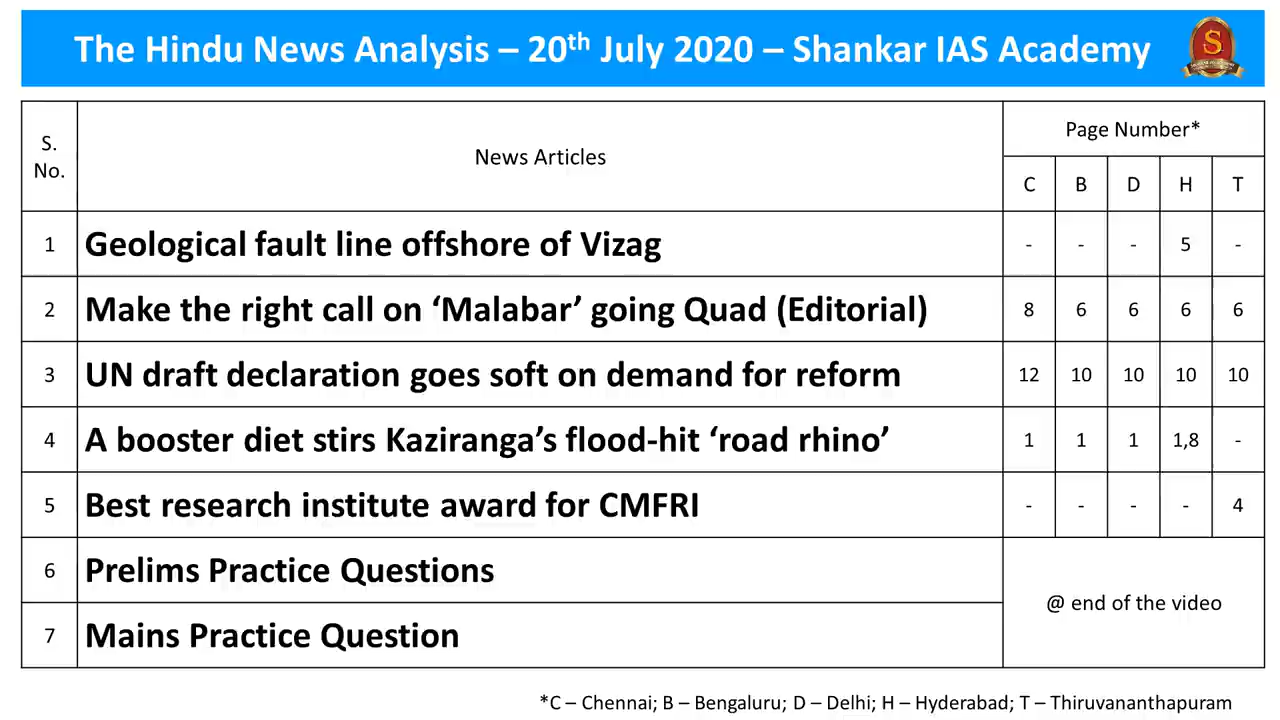 The Hindu News Analysis – 20th July 2020 – Shankar IAS Academy
S. No.
News Articles
Page Number*
C B D H T
1 Geological fault line offshore of Vizag - - - 5 -
2 Make the right call on ‘Malabar’ going Quad (Editorial) 8 6 6 6 6
3 UN draft declaration goes soft on demand for reform 12 10 10 10 10
4 A booster diet stirs Kaziranga’s flood-hit ‘road rhino’ 1 1 1 1,8 -
5 Best research institute award for CMFRI - - - - 4
6 Prelims Practice Questions
@ end of the video
7 Mains Practice Question
*C – Chennai; B – Bengaluru; D – Delhi; H – Hyderabad; T – Thiruvananthapuram